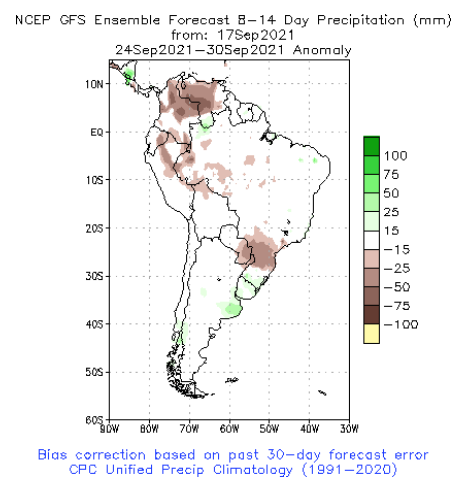 NCEP GFS Ensemble Forecast 8-14 Day Precipitation (mm)
from: 17Sep2021
24Sep2021-30Sep2021 Anomaly
10N
EQ
10S
20S
30S
40S
50S
60S
90W 80W 70W 60W 50W 40W 30W
100
75
50
25
15
-15
-25
-50
-75
-100
Bias correction based on past 30-day forecast error
CPC Unified Precip Climatology (1991-2020)